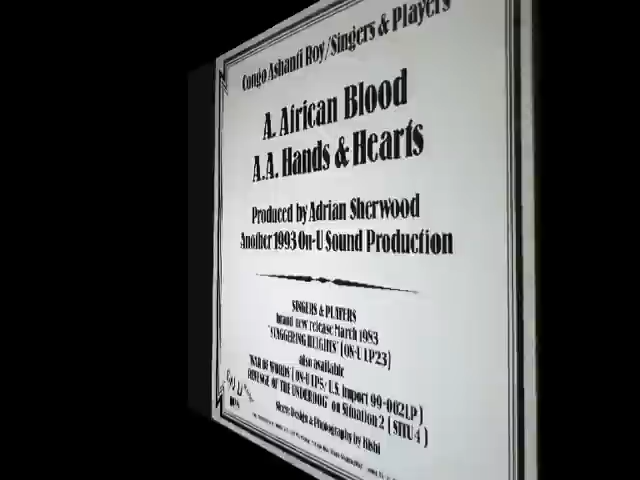 Congo Ashanti Roy/Singers & Players
A. African Blood
A.A. Hands & Hearts
Produced by Adrian Sherwood
Another 1993 On-U Sound Production
SINGERS & PLAYERS
brand new release March 1983
"STAGGERING HEIGHTS" (ON-U LP23)
also available
"WAR OF WORDS" (ON-U LP5/U.S. Import 99-002LP)
"REVENGE OF THE UNDERDOG" on Situation 2 (SITU 4)
Sleeve Design & Photography by Kishi